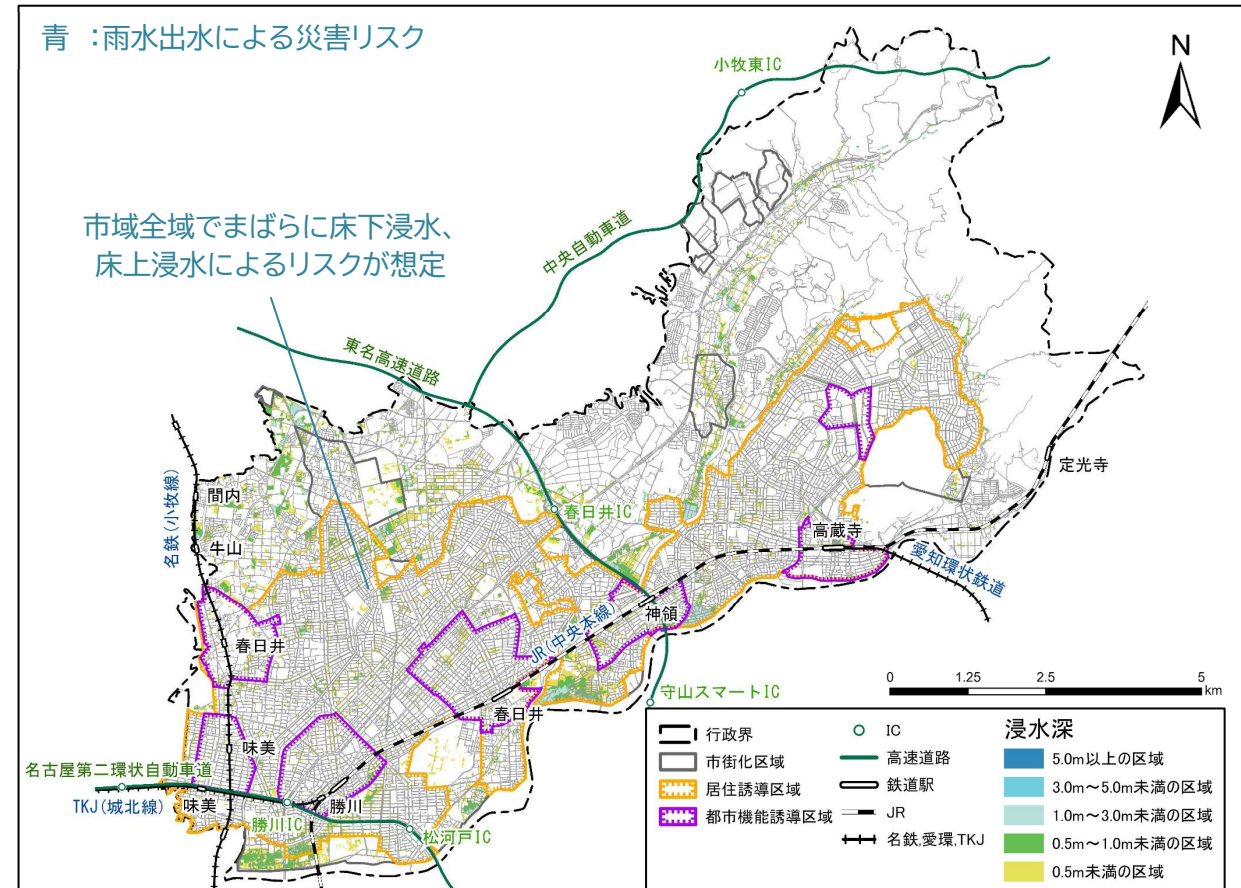 青 ：雨水出水による災害リスク
N
小牧東IC
中央自動車道
市域全域でまばらに床下浸水、
床上浸水によるリスクが想定
東名高速道路
名鉄(小牧線)
間内
牛山
春日井IC
定光寺
高蔵寺
愛知環状鉄道
神領
JR(中央本線)
春日井
守山スマートIC
春日井
味美
名古屋第二環状自動車道
TKJ(城北線)
味美
勝川
勝川IC
松河戸IC
0 1.25 2.5 5
km
行政界
市街化区域
居住誘導区域
都市機能誘導区域
IC
高速道路
鉄道駅
JR
名鉄,愛環,TKJ
浸水深
5.0m以上の区域
3.0m～5.0m未満の区域
1.0m～3.0m未満の区域
0.5m～1.0m未満の区域
0.5m未満の区域